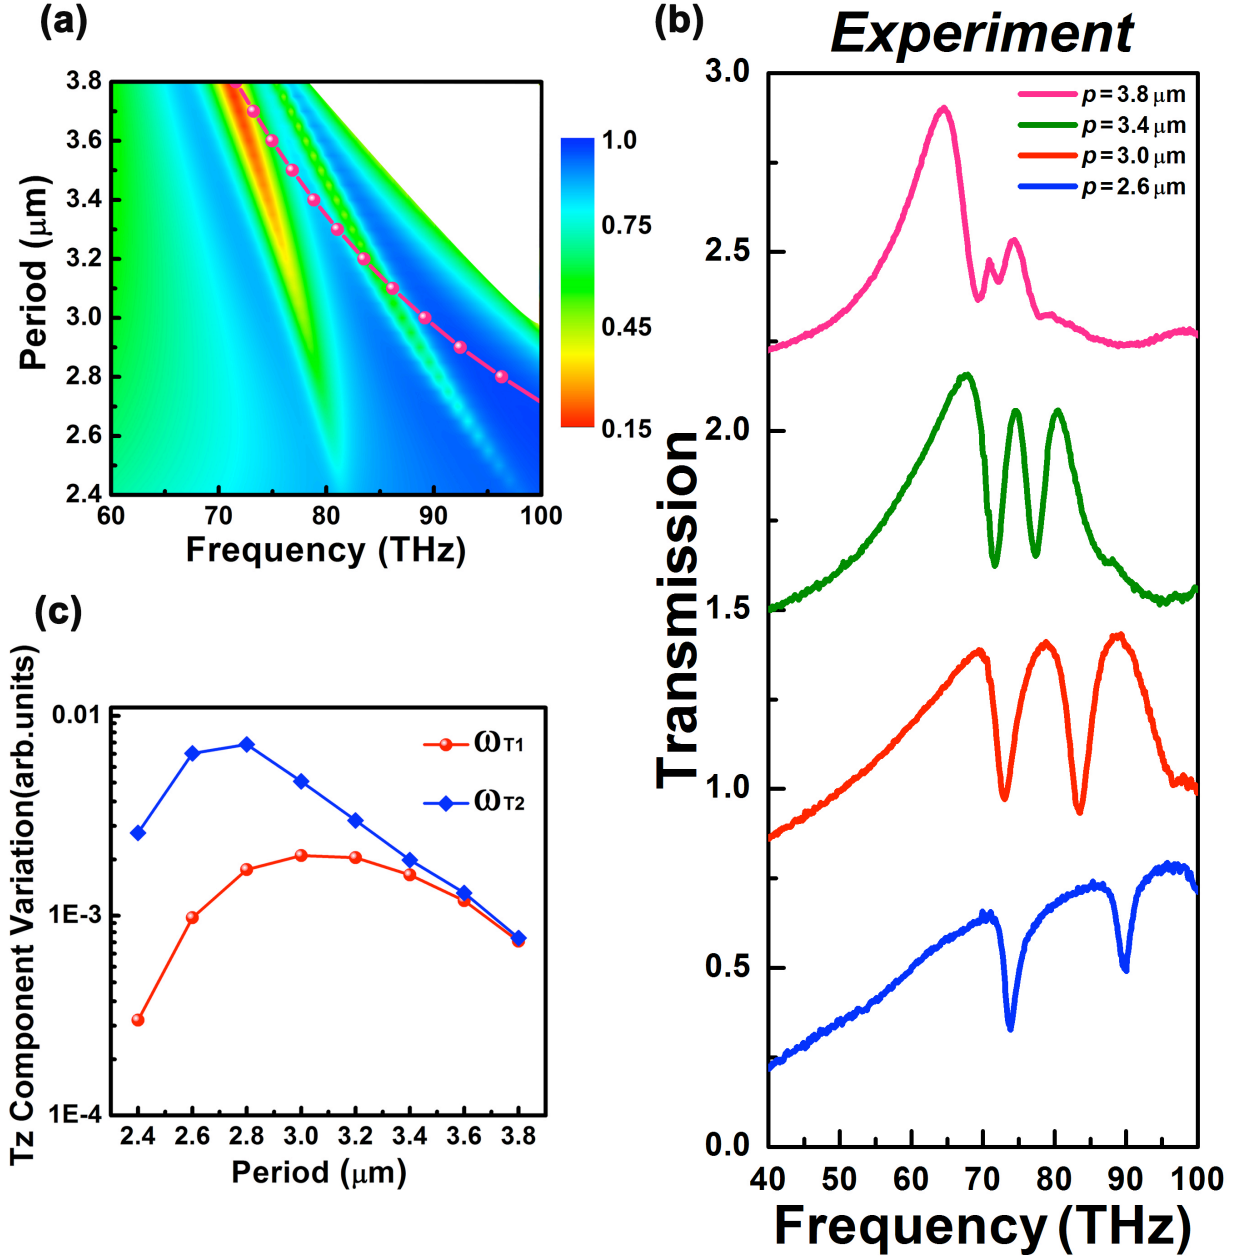 (a)
3.8
3.6
3.4
3.2
3.0
2.8
2.6
2.4
Period (μm)
60 70 80 90 100
Frequency (THz)
1.0
0.75
0.45
0.15
(b)
Experiment
3.0
2.5
2.0
1.5
1.0
0.5
0.0
Transmission
p = 3.8 μm
p = 3.4 μm
p = 3.0 μm
p = 2.6 μm
40 50 60 70 80 90 100
Frequency (THz)
(c)
0.01
1E-3
1E-4
Tz Component Variation(arb.units)
ωT1
ωT2
2.4 2.6 2.8 3.0 3.2 3.4 3.6 3.8
Period (μm)